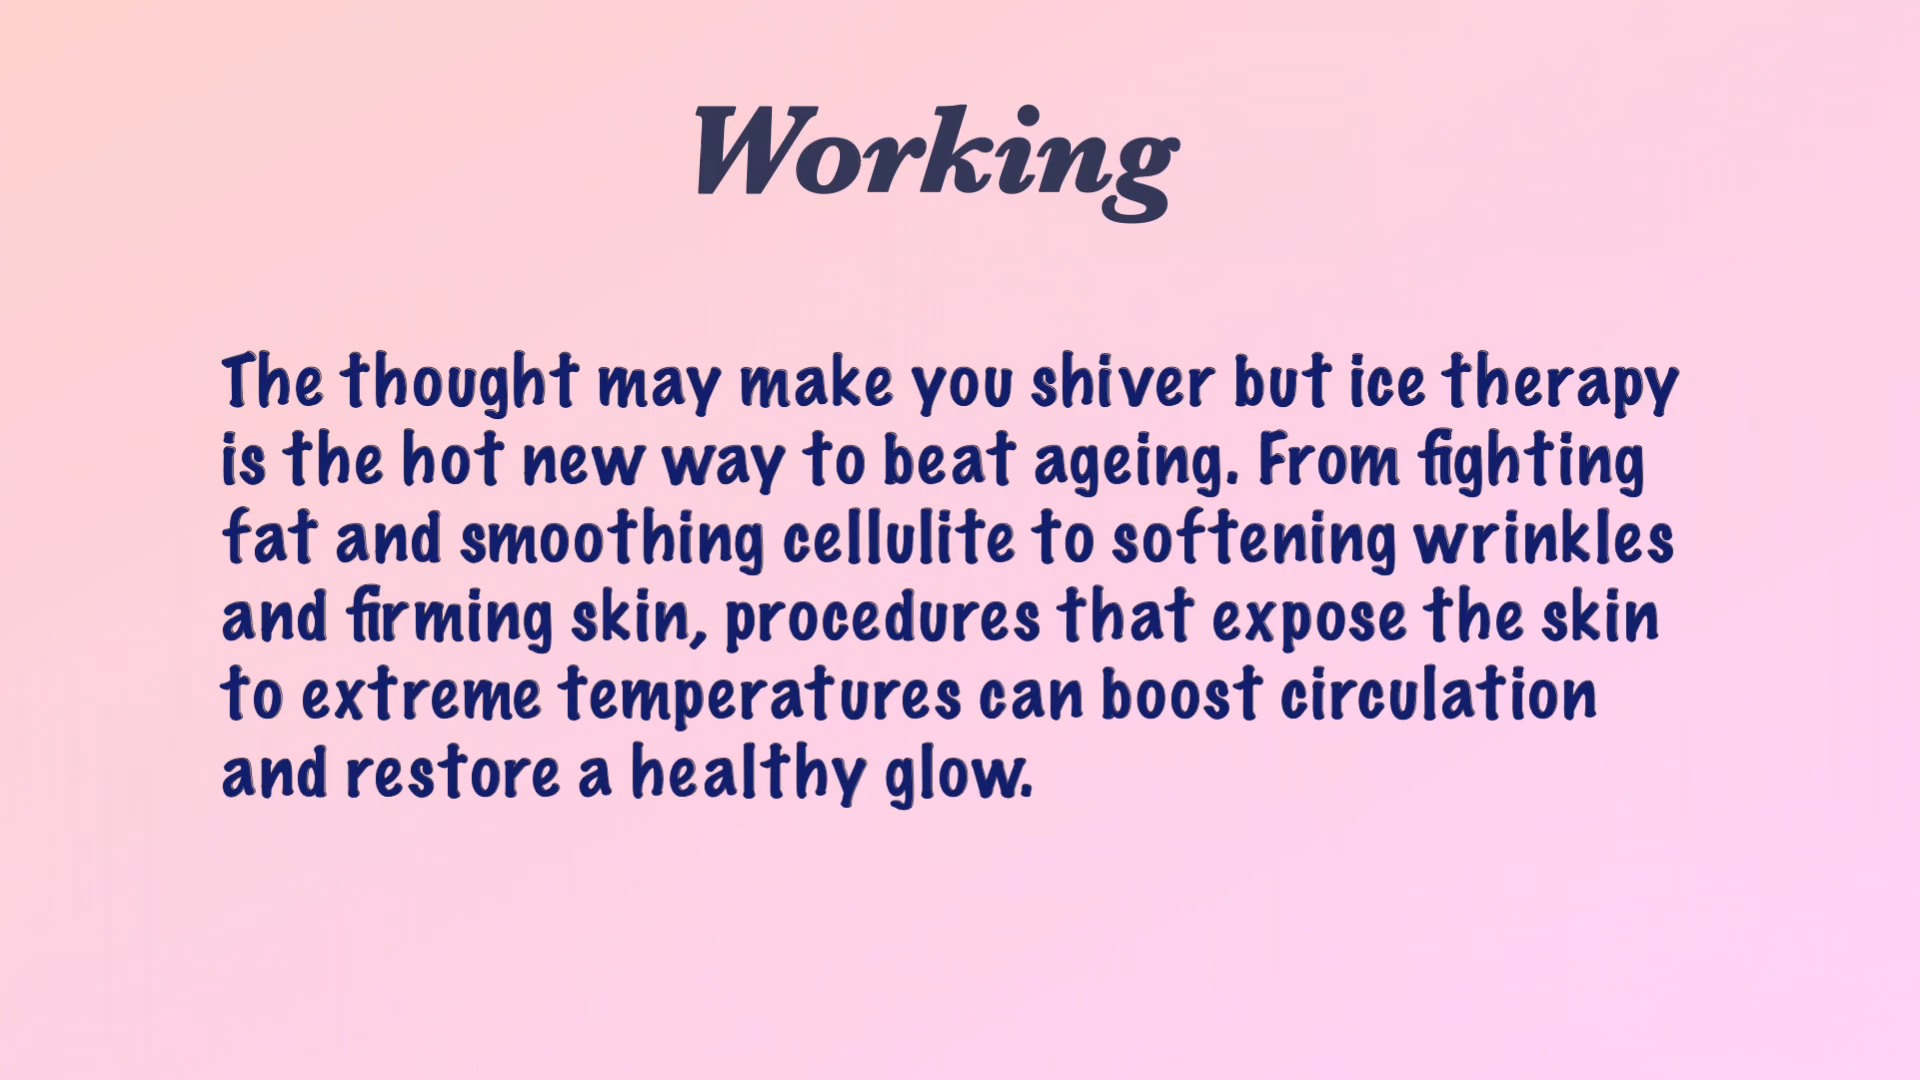 Working
The thought may make you shiver but ice therapy
is the hot new way to beat ageing. From fighting
fat and smoothing cellulite to softening wrinkles
and firming skin, procedures that expose the skin
to extreme temperatures can boost circulation
and restore a healthy glow.